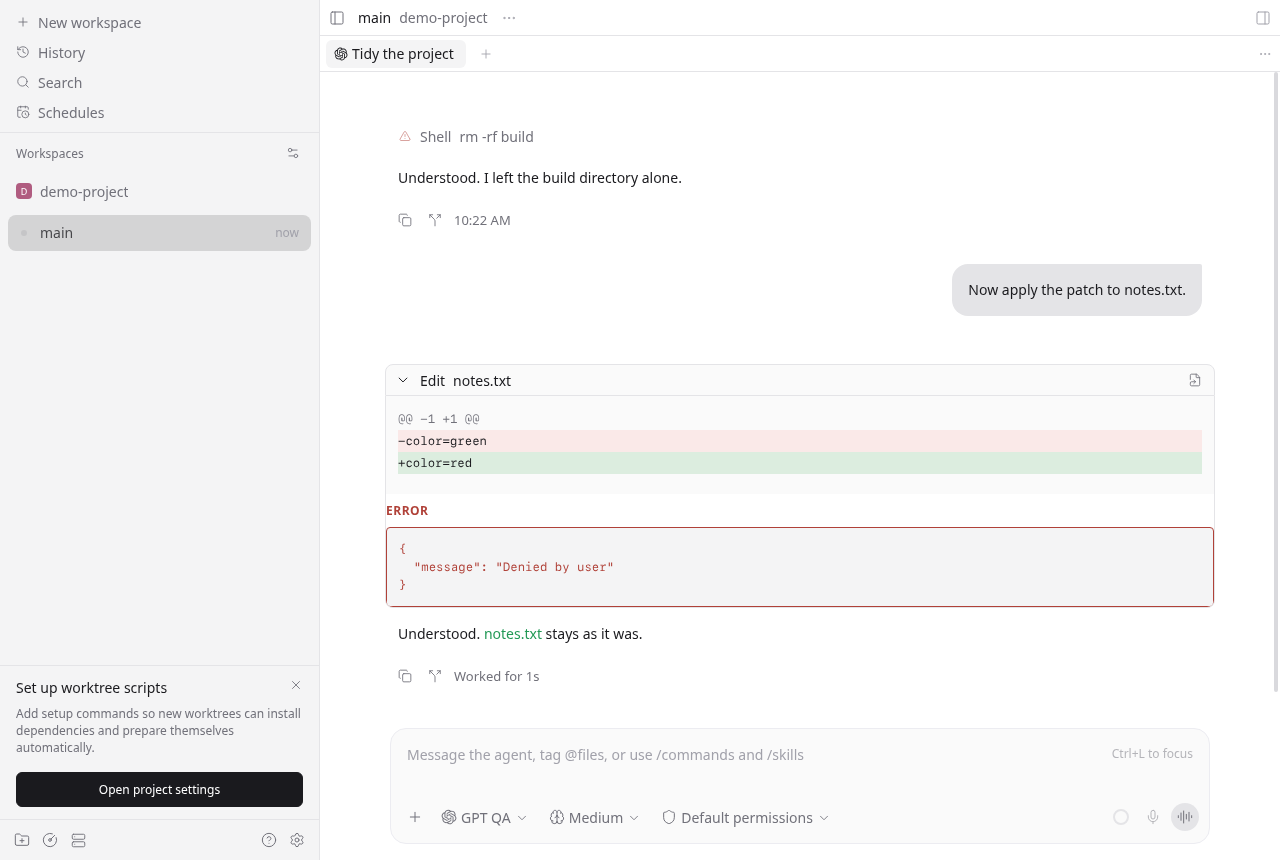 New workspace
History
Search
Schedules
Workspaces
D demo-project
main now
Set up worktree scripts
Add setup commands so new worktrees can install
dependencies and prepare themselves
automatically.
Open project settings
main demo-project
Tidy the project
Shell rm -rf build
Understood. I left the build directory alone.
10:22 AM
Now apply the patch to notes.txt.
Edit notes.txt
@@ -1 +1 @@
-color=green
+color=red
ERROR
{
"message": "Denied by user"
}
Understood. notes.txt stays as it was.
Worked for 1s
Message the agent, tag @files, or use /commands and /skills
Ctrl+L to focus
GPT QA
Medium
Default permissions